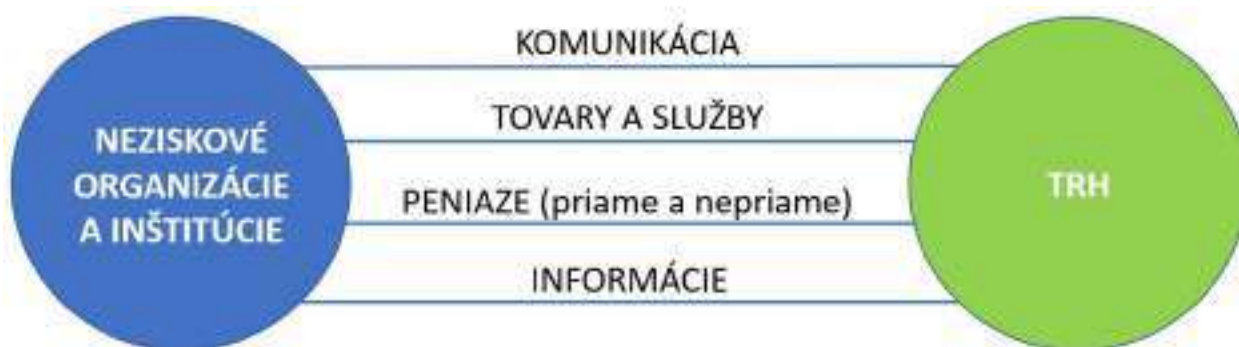 NEZISKOVÉ
ORGANIZÁCIE
A INŠTITÚCIE
KOMUNIKÁCIA
TOVARY A SLUŽBY
PENIAZE (priame a nepriame)
INFORMÁCIE
TRH